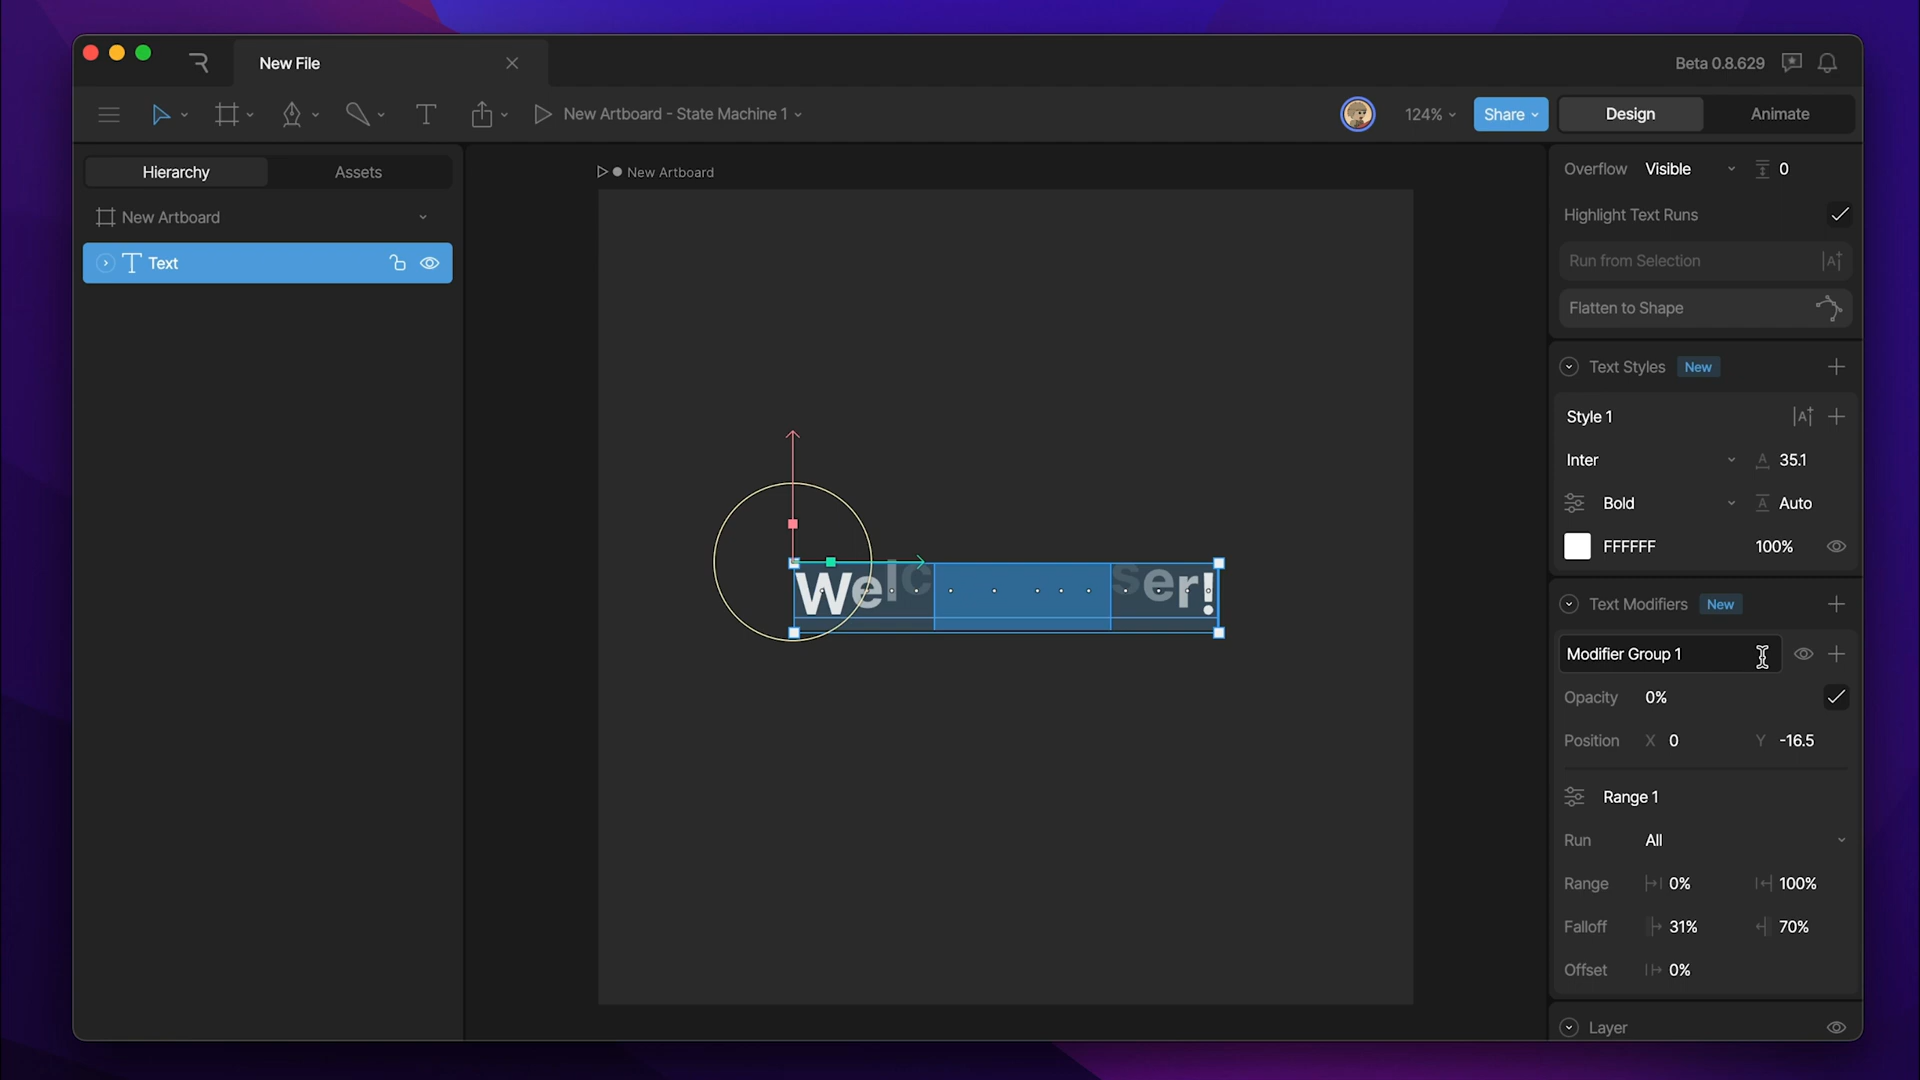 New File
Beta 0.8.629
New Artboard - State Machine 1
124%
Share
Design
Animate
Hierarchy
Assets
New Artboard
Text
New Artboard
Welc
ser!
Overflow Visible 0
Highlight Text Runs
Run from Selection
Flatten to Shape
Text Styles New
Style 1
Inter 35.1
Bold Auto
FFFFFF 100%
Text Modifiers New
Modifier Group 1
Opacity 0%
Position X 0 Y -16.5
Range 1
Run All
Range 0% 100%
Falloff 31% 70%
Offset 0%
Layer